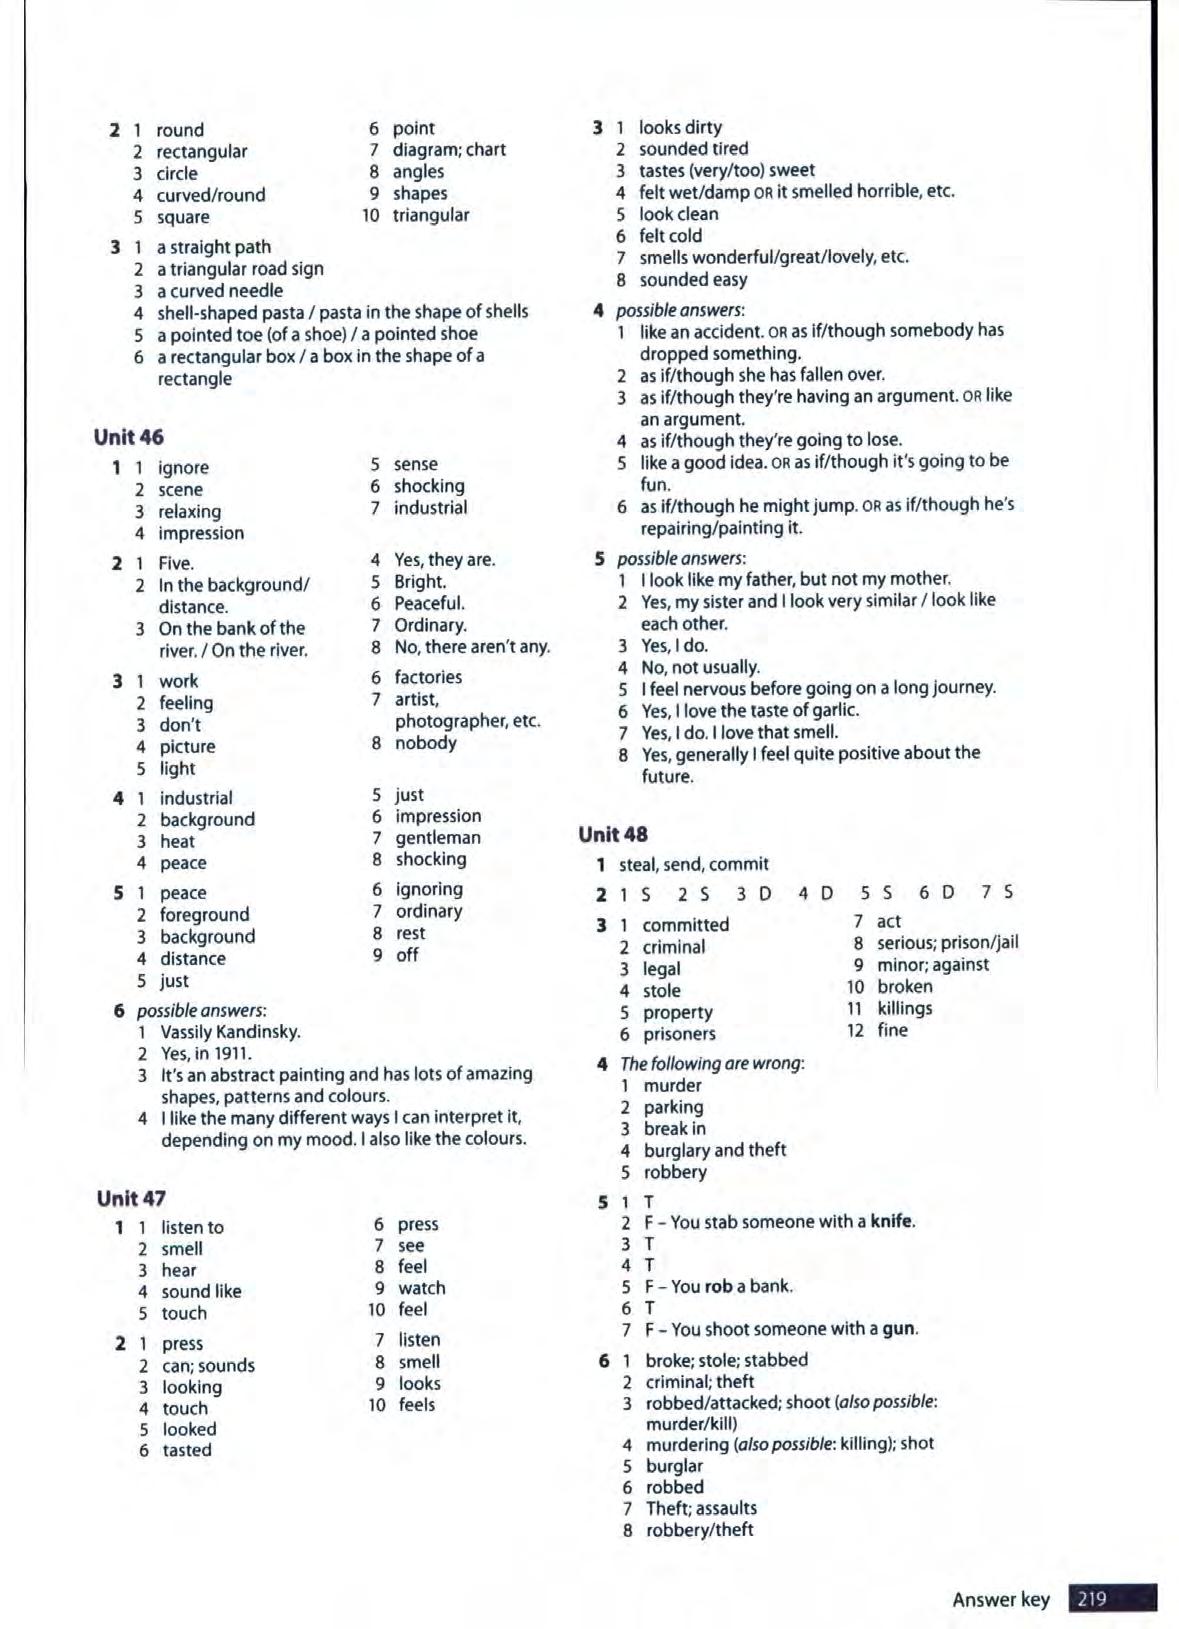 2 1 round
2 rectangular
3 circle
4 curved/round
5 square
6 point
7 diagram; chart
8 angles
9 shapes
10 triangular
3 1 a straight path
2 a triangular road sign
3 a curved needle
4 shell-shaped pasta / pasta in the shape of shells
5 a pointed toe (of a shoe) / a pointed shoe
6 a rectangular box / a box in the shape of a
rectangle
Unit 46
1 1 ignore
2 scene
3 relaxing
4 impression
5 sense
6 shocking
7 industrial
2 1 Five.
2 In the background/
distance.
3 On the bank of the
river. / On the river.
4 Yes, they are.
5 Bright.
6 Peaceful.
7 Ordinary.
8 No, there aren't any.
3 1 work
2 feeling
3 don't
4 picture
5 light
6 factories
7 artist,
photographer, etc.
8 nobody
4 1 industrial
2 background
3 heat
4 peace
5 just
6 impression
7 gentleman
8 shocking
5 1 peace
2 foreground
3 background
4 distance
5 just
6 ignoring
7 ordinary
8 rest
9 off
6 possible answers:
1 Vassily Kandinsky.
2 Yes, in 1911.
3 It's an abstract painting and has lots of amazing
shapes, patterns and colours.
4 I like the many different ways I can interpret it,
depending on my mood. I also like the colours.
Unit 47
1 1 listen to
2 smell
3 hear
4 sound like
5 touch
6 press
7 see
8 feel
9 watch
10 feel
2 1 press
2 can; sounds
3 looking
4 touch
5 looked
6 tasted
7 listen
8 smell
9 looks
10 feels
3 1 looks dirty
2 sounded tired
3 tastes (very/too) sweet
4 felt wet/damp OR it smelled horrible, etc.
5 look clean
6 felt cold
7 smells wonderful/great/lovely, etc.
8 sounded easy
4 possible answers:
1 like an accident. OR as if/though somebody has
dropped something.
2 as if/though she has fallen over.
3 as if/though they're having an argument. OR like
an argument.
4 as if/though they're going to lose.
5 like a good idea. OR as if/though it's going to be
fun.
6 as if/though he might jump. OR as if/though he's
repairing/painting it.
5 possible answers:
1 I look like my father, but not my mother.
2 Yes, my sister and I look very similar / look like
each other.
3 Yes, I do.
4 No, not usually.
5 I feel nervous before going on a long journey.
6 Yes, I love the taste of garlic.
7 Yes, I do. I love that smell.
8 Yes, generally I feel quite positive about the
future.
Unit 48
1 steal, send, commit
2 1 S 2 S 3 D 4 D 5 S 6 D 7 S
3 1 committed
2 criminal
3 legal
4 stole
5 property
6 prisoners
7 act
8 serious; prison/jail
9 minor; against
10 broken
11 killings
12 fine
4 The following are wrong:
1 murder
2 parking
3 break in
4 burglary and theft
5 robbery
5 1 T
2 F – You stab someone with a knife.
3 T
4 T
5 F – You rob a bank.
6 T
7 F – You shoot someone with a gun.
6 1 broke; stole; stabbed
2 criminal; theft
3 robbed/attacked; shoot (also possible:
murder/kill)
4 murdering (also possible: killing); shot
5 burglar
6 robbed
7 Theft; assaults
8 robbery/theft
Answer key 219